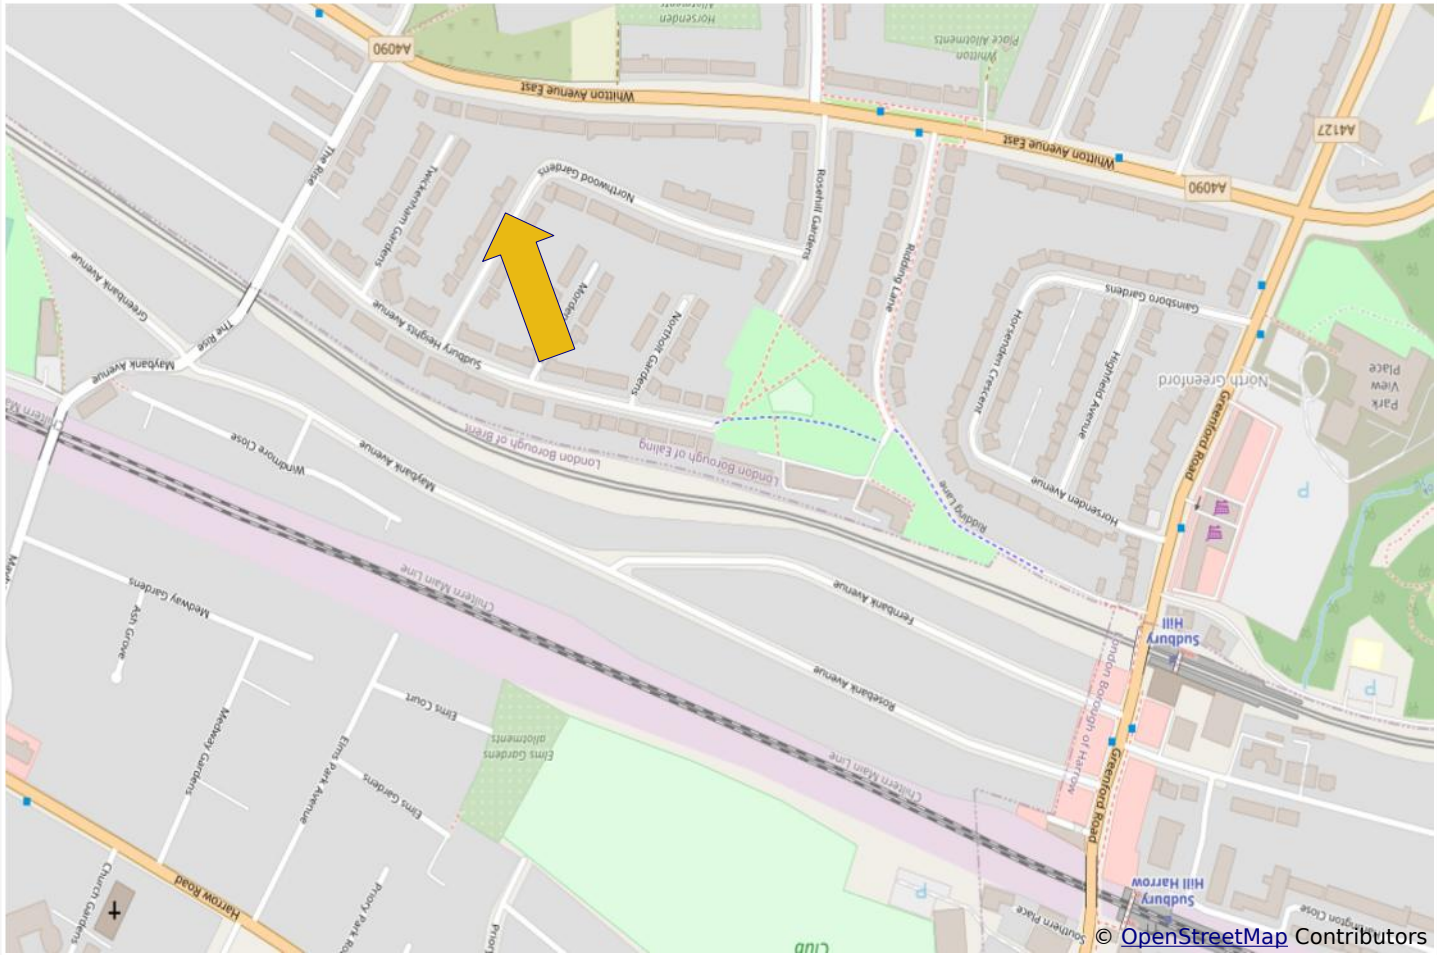 Horsenden
Allotments
A4090
Whitton
Place Allotments
Whitton Avenue East
A4127
Whitton Avenue East
A4090
The Rise
Twickenham Gardens
Northwood Gardens
Rosehill Gardens
Ridding Lane
Gainsboro Gardens
Greenbank Avenue
The Rise
Sudbury Heights Avenue
Northolt Gardens
Horsenden Crescent
Highfield Avenue
North Greenford
Park
View
Place
Maybank Avenue
Greenford Road
London Borough of Brent
London Borough of Ealing
Windmore Close
Maybank Avenue
Ridding Lane
Horsenden Avenue
P
Chiltern Main Line
Medway Gardens
Ash Grove
Fernbank Avenue
Sudbury
Hill
London Borough of Harrow
Rosebank Avenue
P
Elms Court
Elms Gardens
allotments
Medway Gardens
Elms Park Avenue
Elms Gardens
Chiltern Main Line
Greenford Road
Harrow Road
Church Gardens
P
Sudbury
Hill Harrow
Southern Place
Club
© OpenStreetMap Contributors